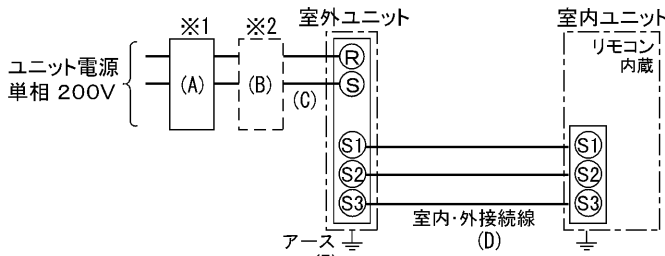 ※1
※2
室外ユニット
室内ユニット
リモコン
内蔵
ユニット電源
単相 200V
(A)
(B)
(C)
R
S
S1
S2
S3
S1
S2
S3
室内・外接続線
(D)
アース